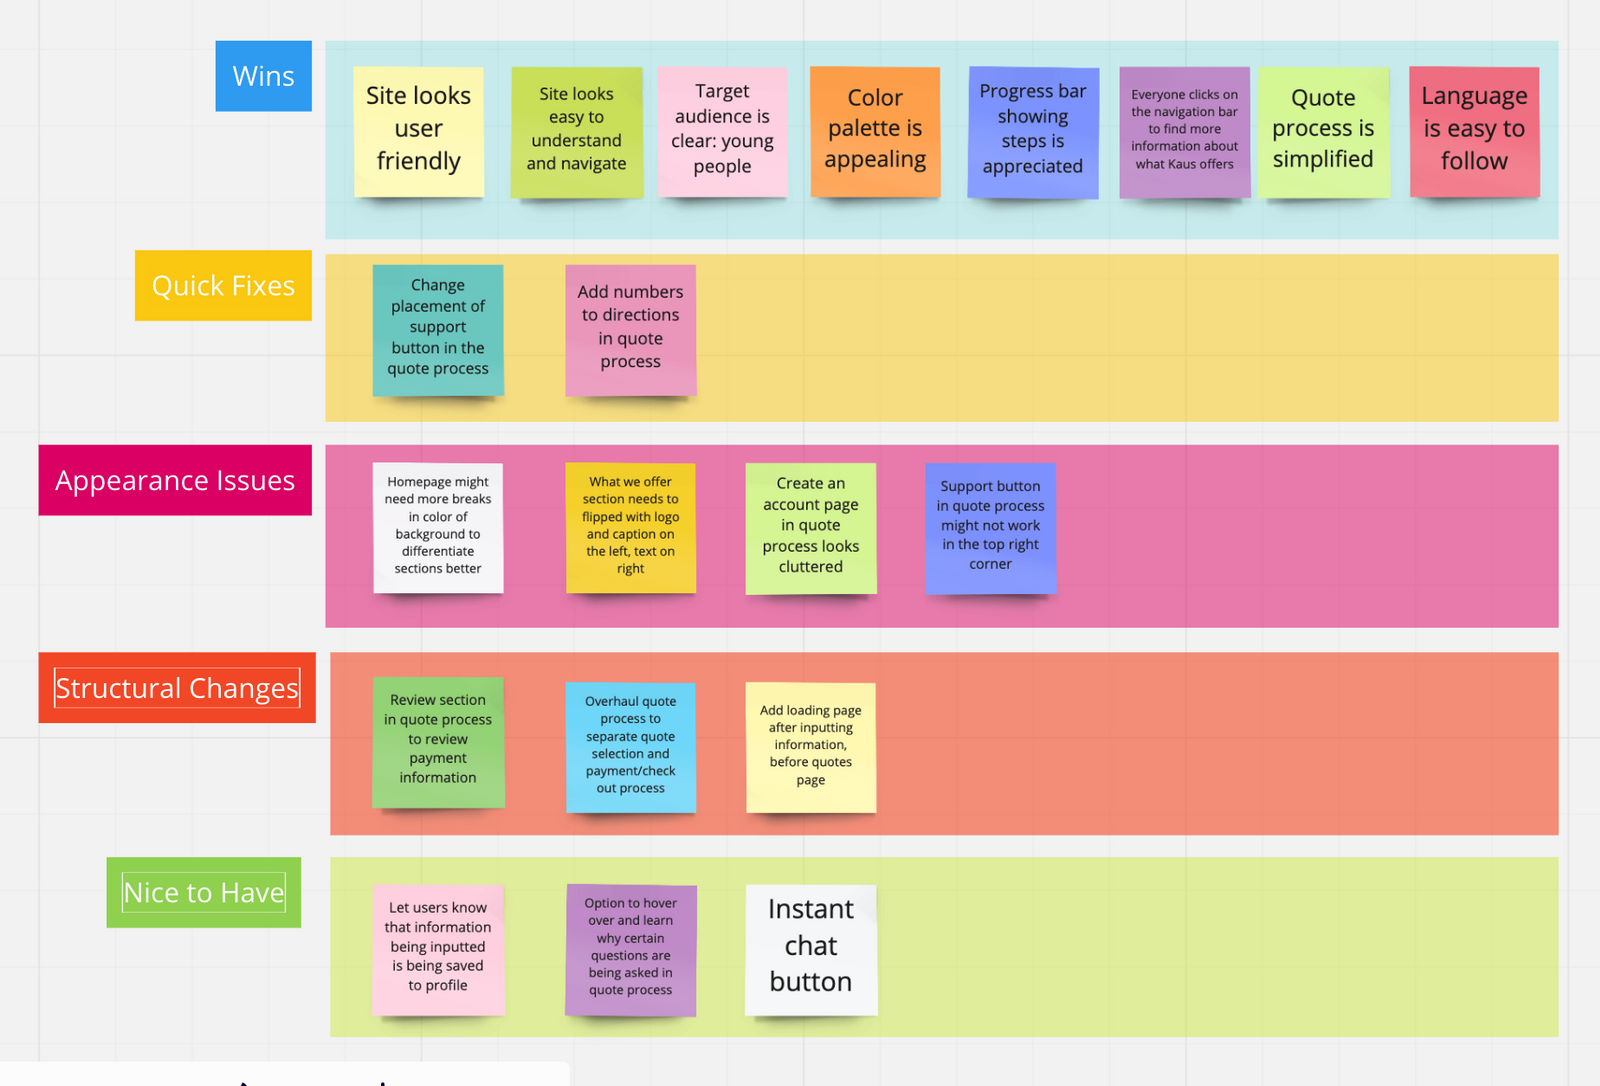 Wins
Site looks
user
friendly
Site looks
easy to
understand
and navigate
Target
audience is
clear: young
people
Color
palette is
appealing
Progress bar
showing
steps is
appreciated
Everyone clicks on
the navigation bar
to find more
information about
what Kaus offers
Quote
process is
simplified
Language
is easy to
follow
Quick Fixes
Change
placement of
support
button in the
quote process
Add numbers
to directions
in quote
process
Appearance Issues
Homepage might
need more breaks
in color of
background to
differentiate
sections better
What we offer
section needs to
flipped with logo
and caption on
the left, text on
right
Create an
account page
in quote
process looks
cluttered
Support button
in quote process
might not work
in the top right
corner
Structural Changes
Review section
in quote process
to review
payment
information
Overhaul quote
process to
separate quote
selection and
payment/check
out process
Add loading page
after inputting
information,
before quotes
page
Nice to Have
Let users know
that information
being inputted
is being saved
to profile
Option to hover
over and learn
why certain
questions are
being asked in
quote process
Instant
chat
button